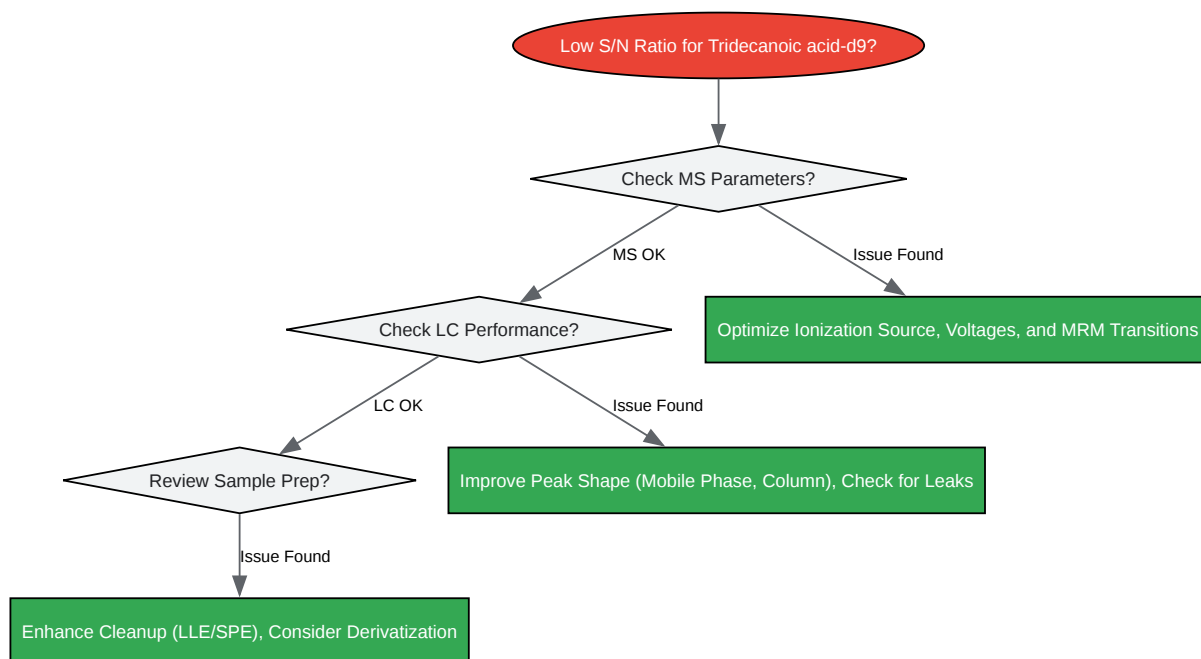 Low S/N Ratio for Tridecanoic acid-d9?
Check MS Parameters?
MS OK
Issue Found
Check LC Performance?
Optimize Ionization Source, Voltages, and MRM Transitions
LC OK
Issue Found
Review Sample Prep?
Improve Peak Shape (Mobile Phase, Column), Check for Leaks
Issue Found
Enhance Cleanup (LLE/SPE), Consider Derivatization